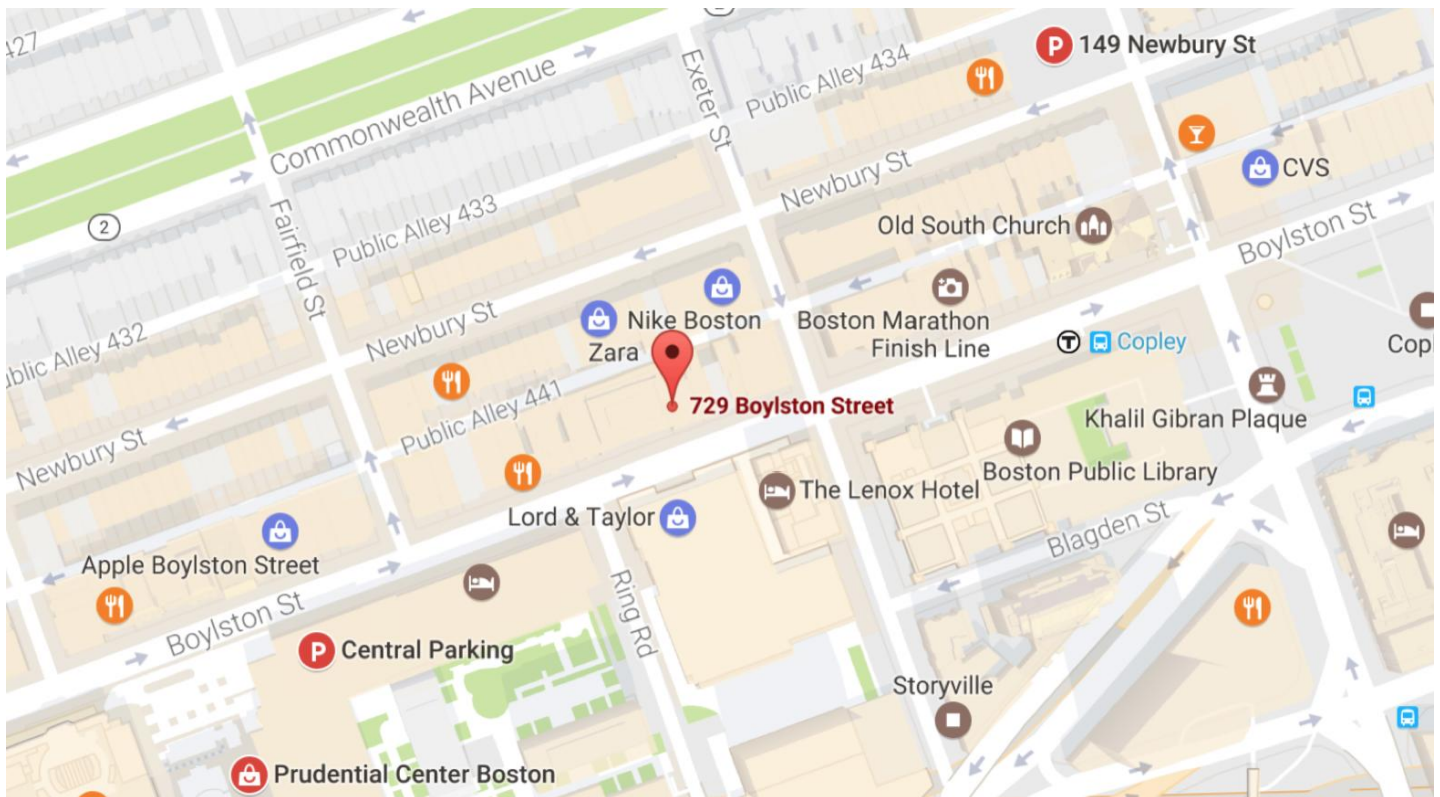 427
2
P 149 Newbury St
Commonwealth Avenue
Exeter St
Public Alley 434
CVS
2
Public Alley 433
Newbury St
Old South Church
Boylston St
Fairfield St
Public Alley 432
Newbury St
Nike Boston
Zara
Boston Marathon
Finish Line
T Copley
Copl
729 Boylston Street
Khalil Gibran Plaque
Public Alley 441
Newbury St
Boston Public Library
The Lenox Hotel
Lord & Taylor
Blagden St
Apple Boylston Street
Boylston St
Ring Rd
P Central Parking
Storyville
Prudential Center Boston